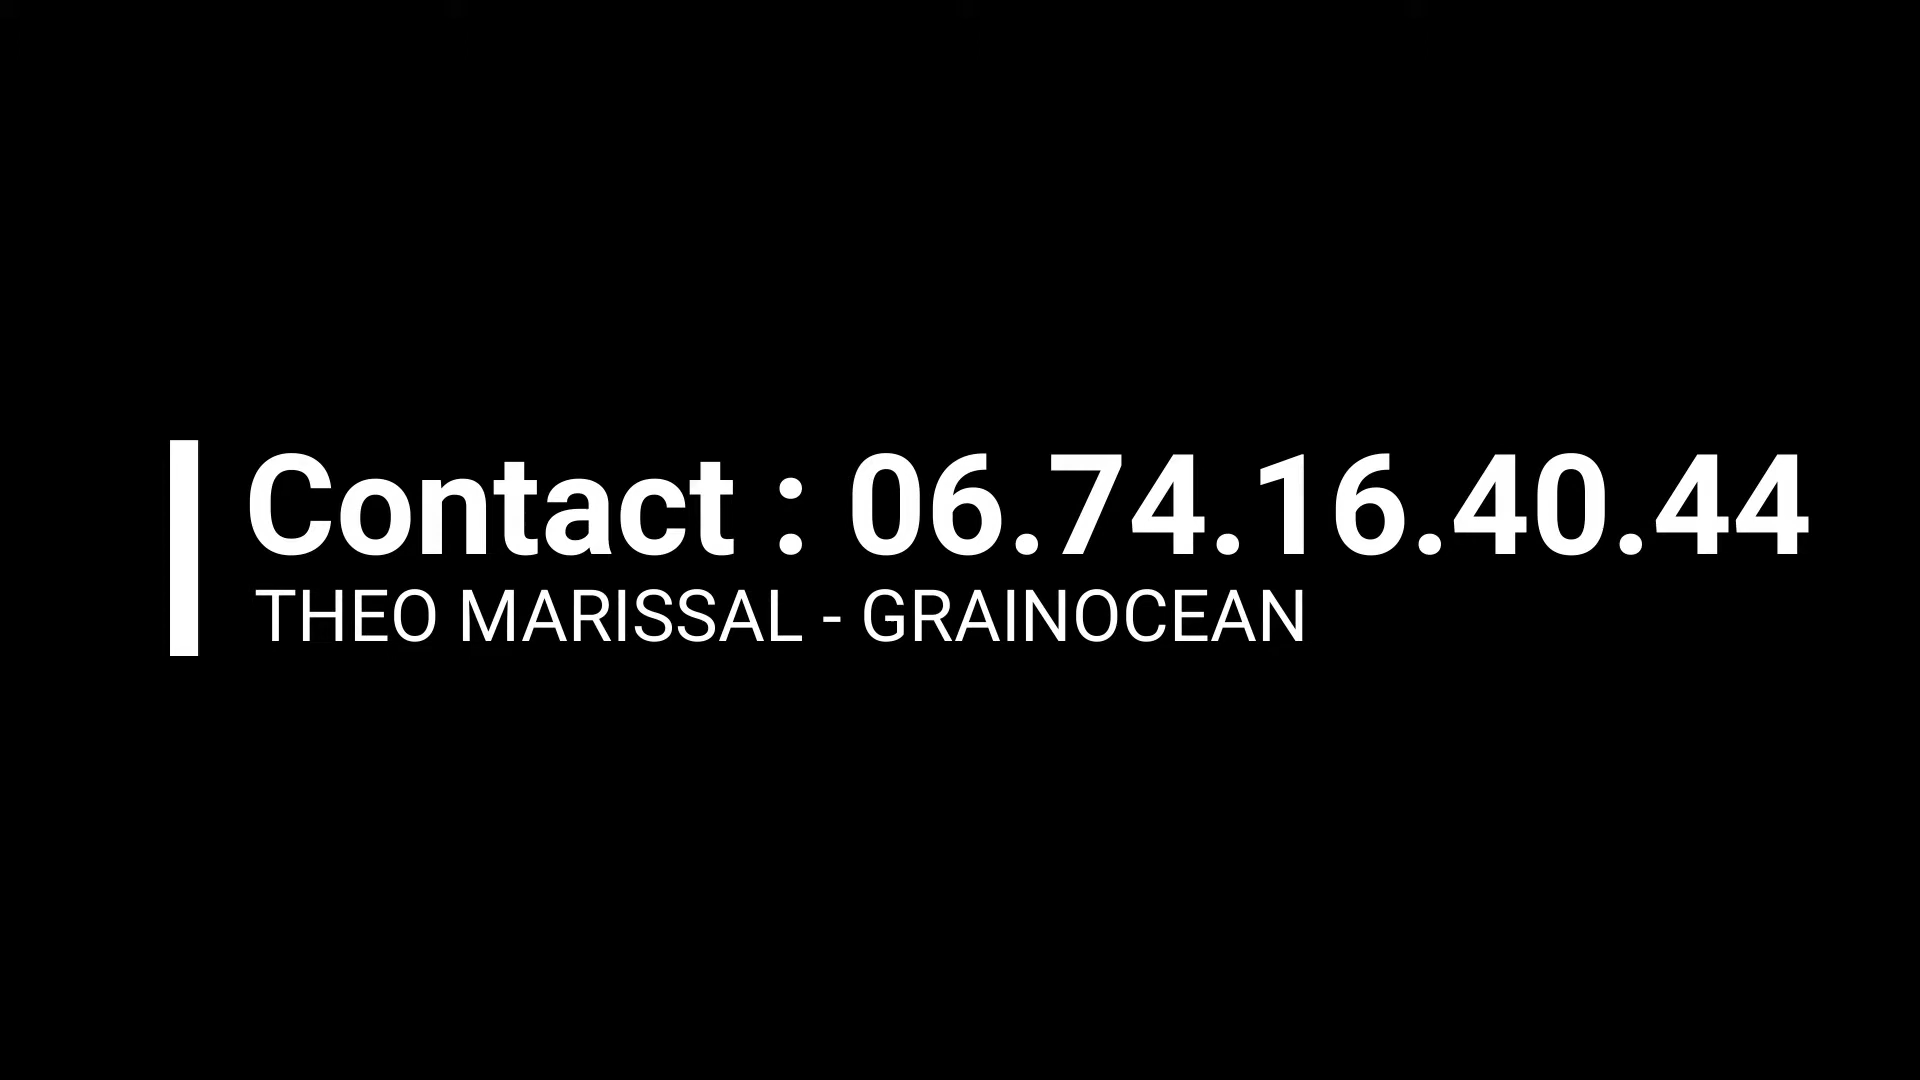 Contact : 06.74.16.40.44
THEO MARISSAL - GRAINOCEAN